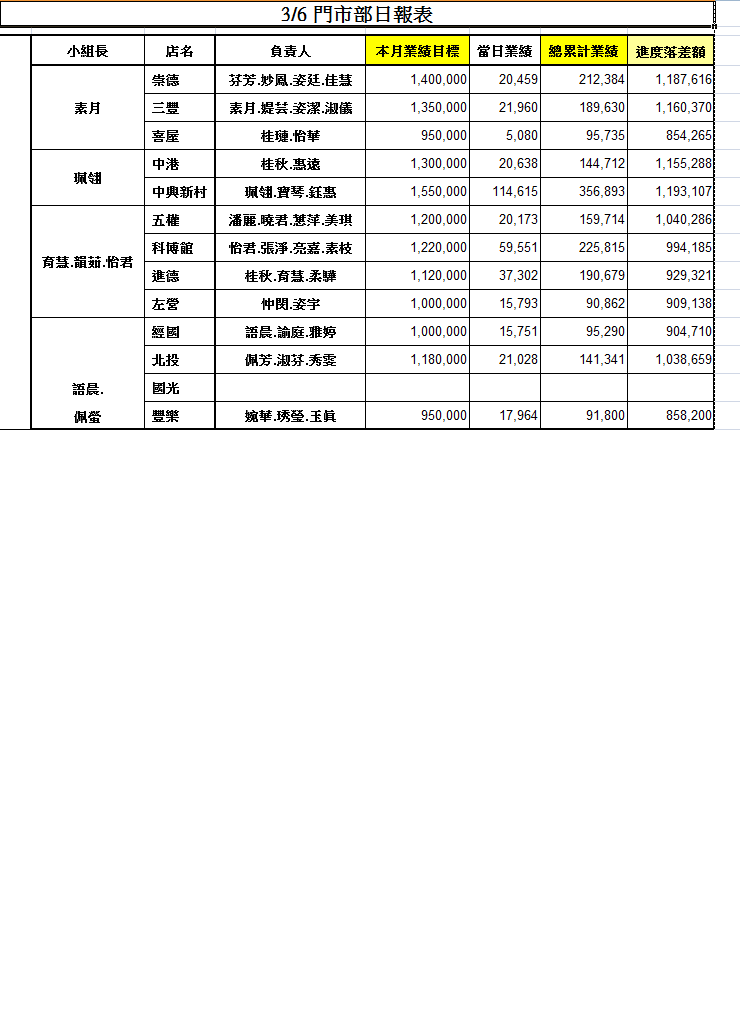 3/6 門市部日報表
小組長 店名 負責人 本月業績目標 當日業績 總累計業績 進度落差額
崇德 芬芳.妙鳳.姿廷.佳慧 1,400,000 20,459 212,384 1,187,616
素月 三豐 素月.緹芸.姿潔.淑儀 1,350,000 21,960 189,630 1,160,370
喜屋 桂璉.怡華 950,000 5,080 95,735 854,265
珮翎 中港 桂秋.惠遠 1,300,000 20,638 144,712 1,155,288
中興新村 珮翎.寶琴.鈺惠 1,550,000 114,615 356,893 1,193,107
五權 潘麗.曉君.蕙萍.美琪 1,200,000 20,173 159,714 1,040,286
育慧.韻茹.怡君 科博館 怡君.張淨.亮嘉.素枝 1,220,000 59,551 225,815 994,185
進德 桂秋.育慧.柔驊 1,120,000 37,302 190,679 929,321
左營 仲閔.姿宇 1,000,000 15,793 90,862 909,138
經國 語晨.諭庭.雅婷 1,000,000 15,751 95,290 904,710
北投 佩芳.淑芬.秀雯 1,180,000 21,028 141,341 1,038,659
語晨. 國光
佩螢 豐樂 婉華.琇瑩.玉真 950,000 17,964 91,800 858,200